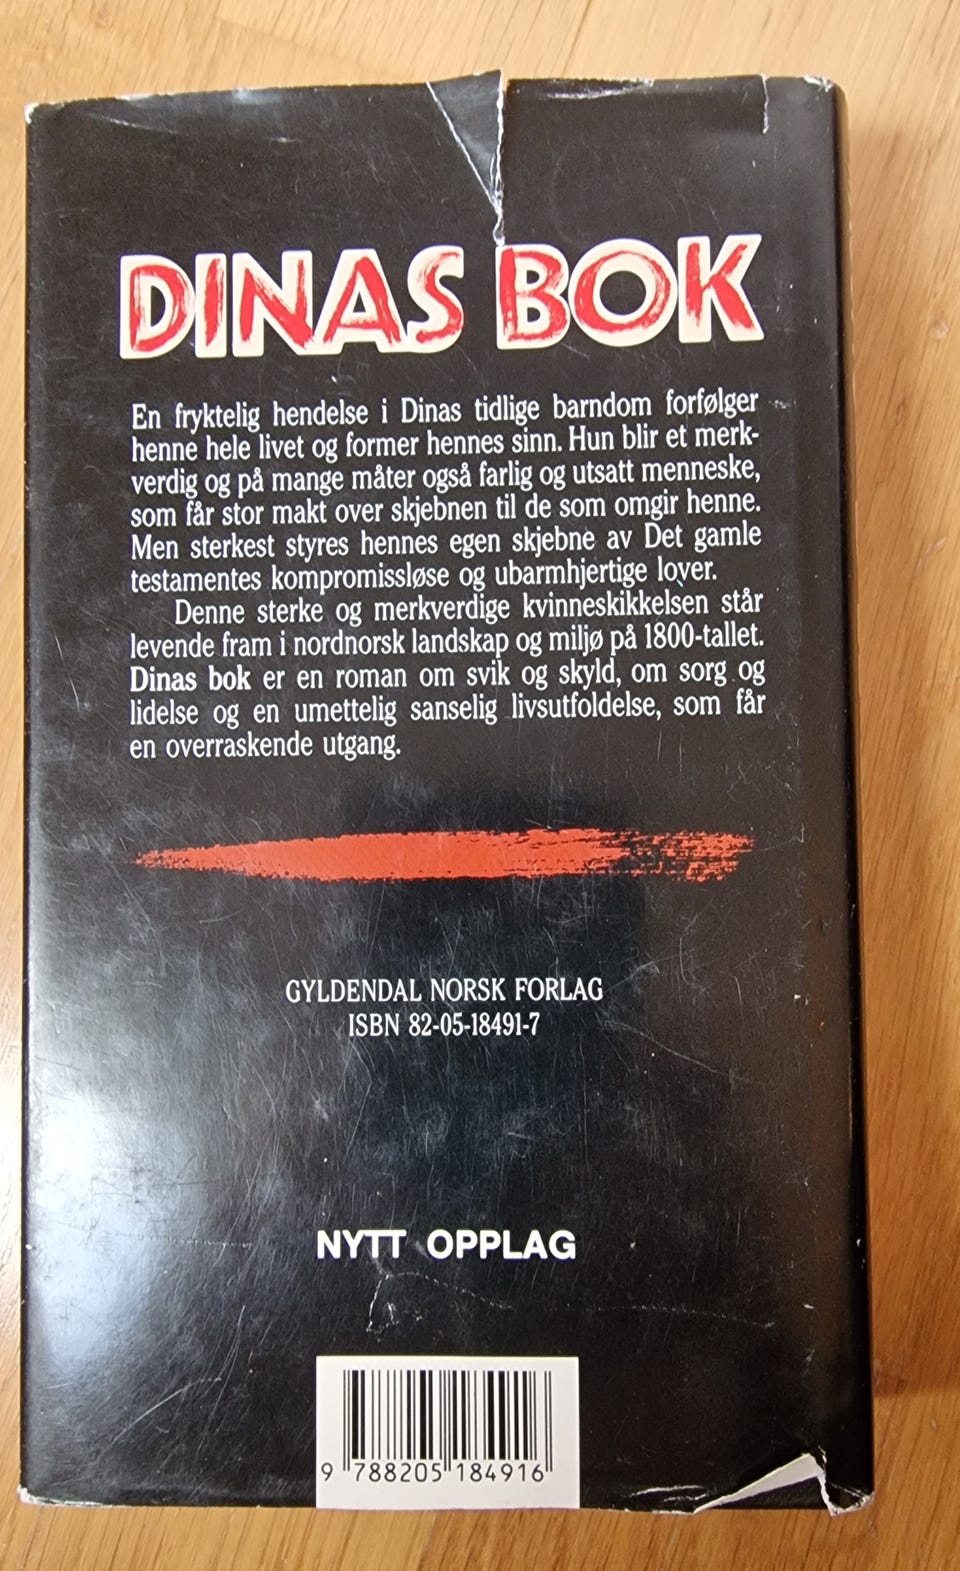 DINAS BOK
En fryktelig hendelse i Dinas tidlige barndom forfølger
henne hele livet og former hennes sinn. Hun blir et merk-
verdig og på mange måter også farlig og utsatt menneske,
som får stor makt over skjebnen til de som omgir henne.
Men sterkest styres hennes egen skjebne av Det gamle
testamentes kompromissløse og ubarmhjertige lover.
Denne sterke og merkverdige kvinneskikkelsen står
levende fram i nordnorsk landskap og miljø på 1800-tallet.
Dinas bok er en roman om svik og skyld, om sorg og
lidelse og en umettelig sanselig livsutfoldelse, som får
en overraskende utgang.
GYLDENDAL NORSK FORLAG
ISBN 82-05-18491-7
NYTT OPPLAG
9 788205 184916